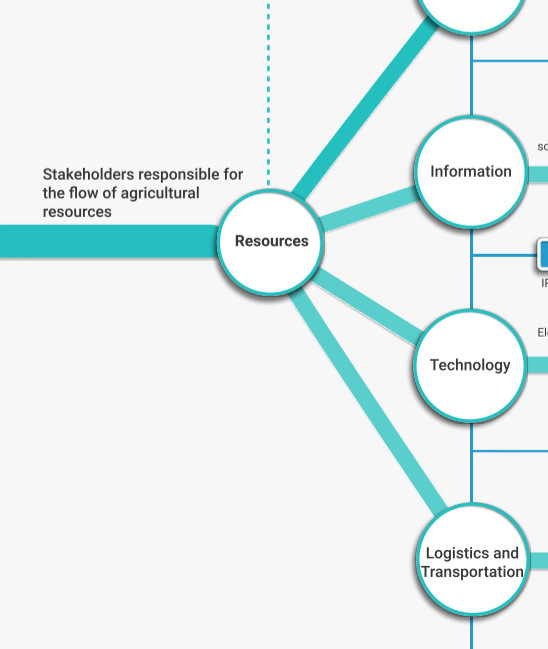 Stakeholders responsible for
the flow of agricultural
resources
Resources
Information
Technology
Logistics and
Transportation